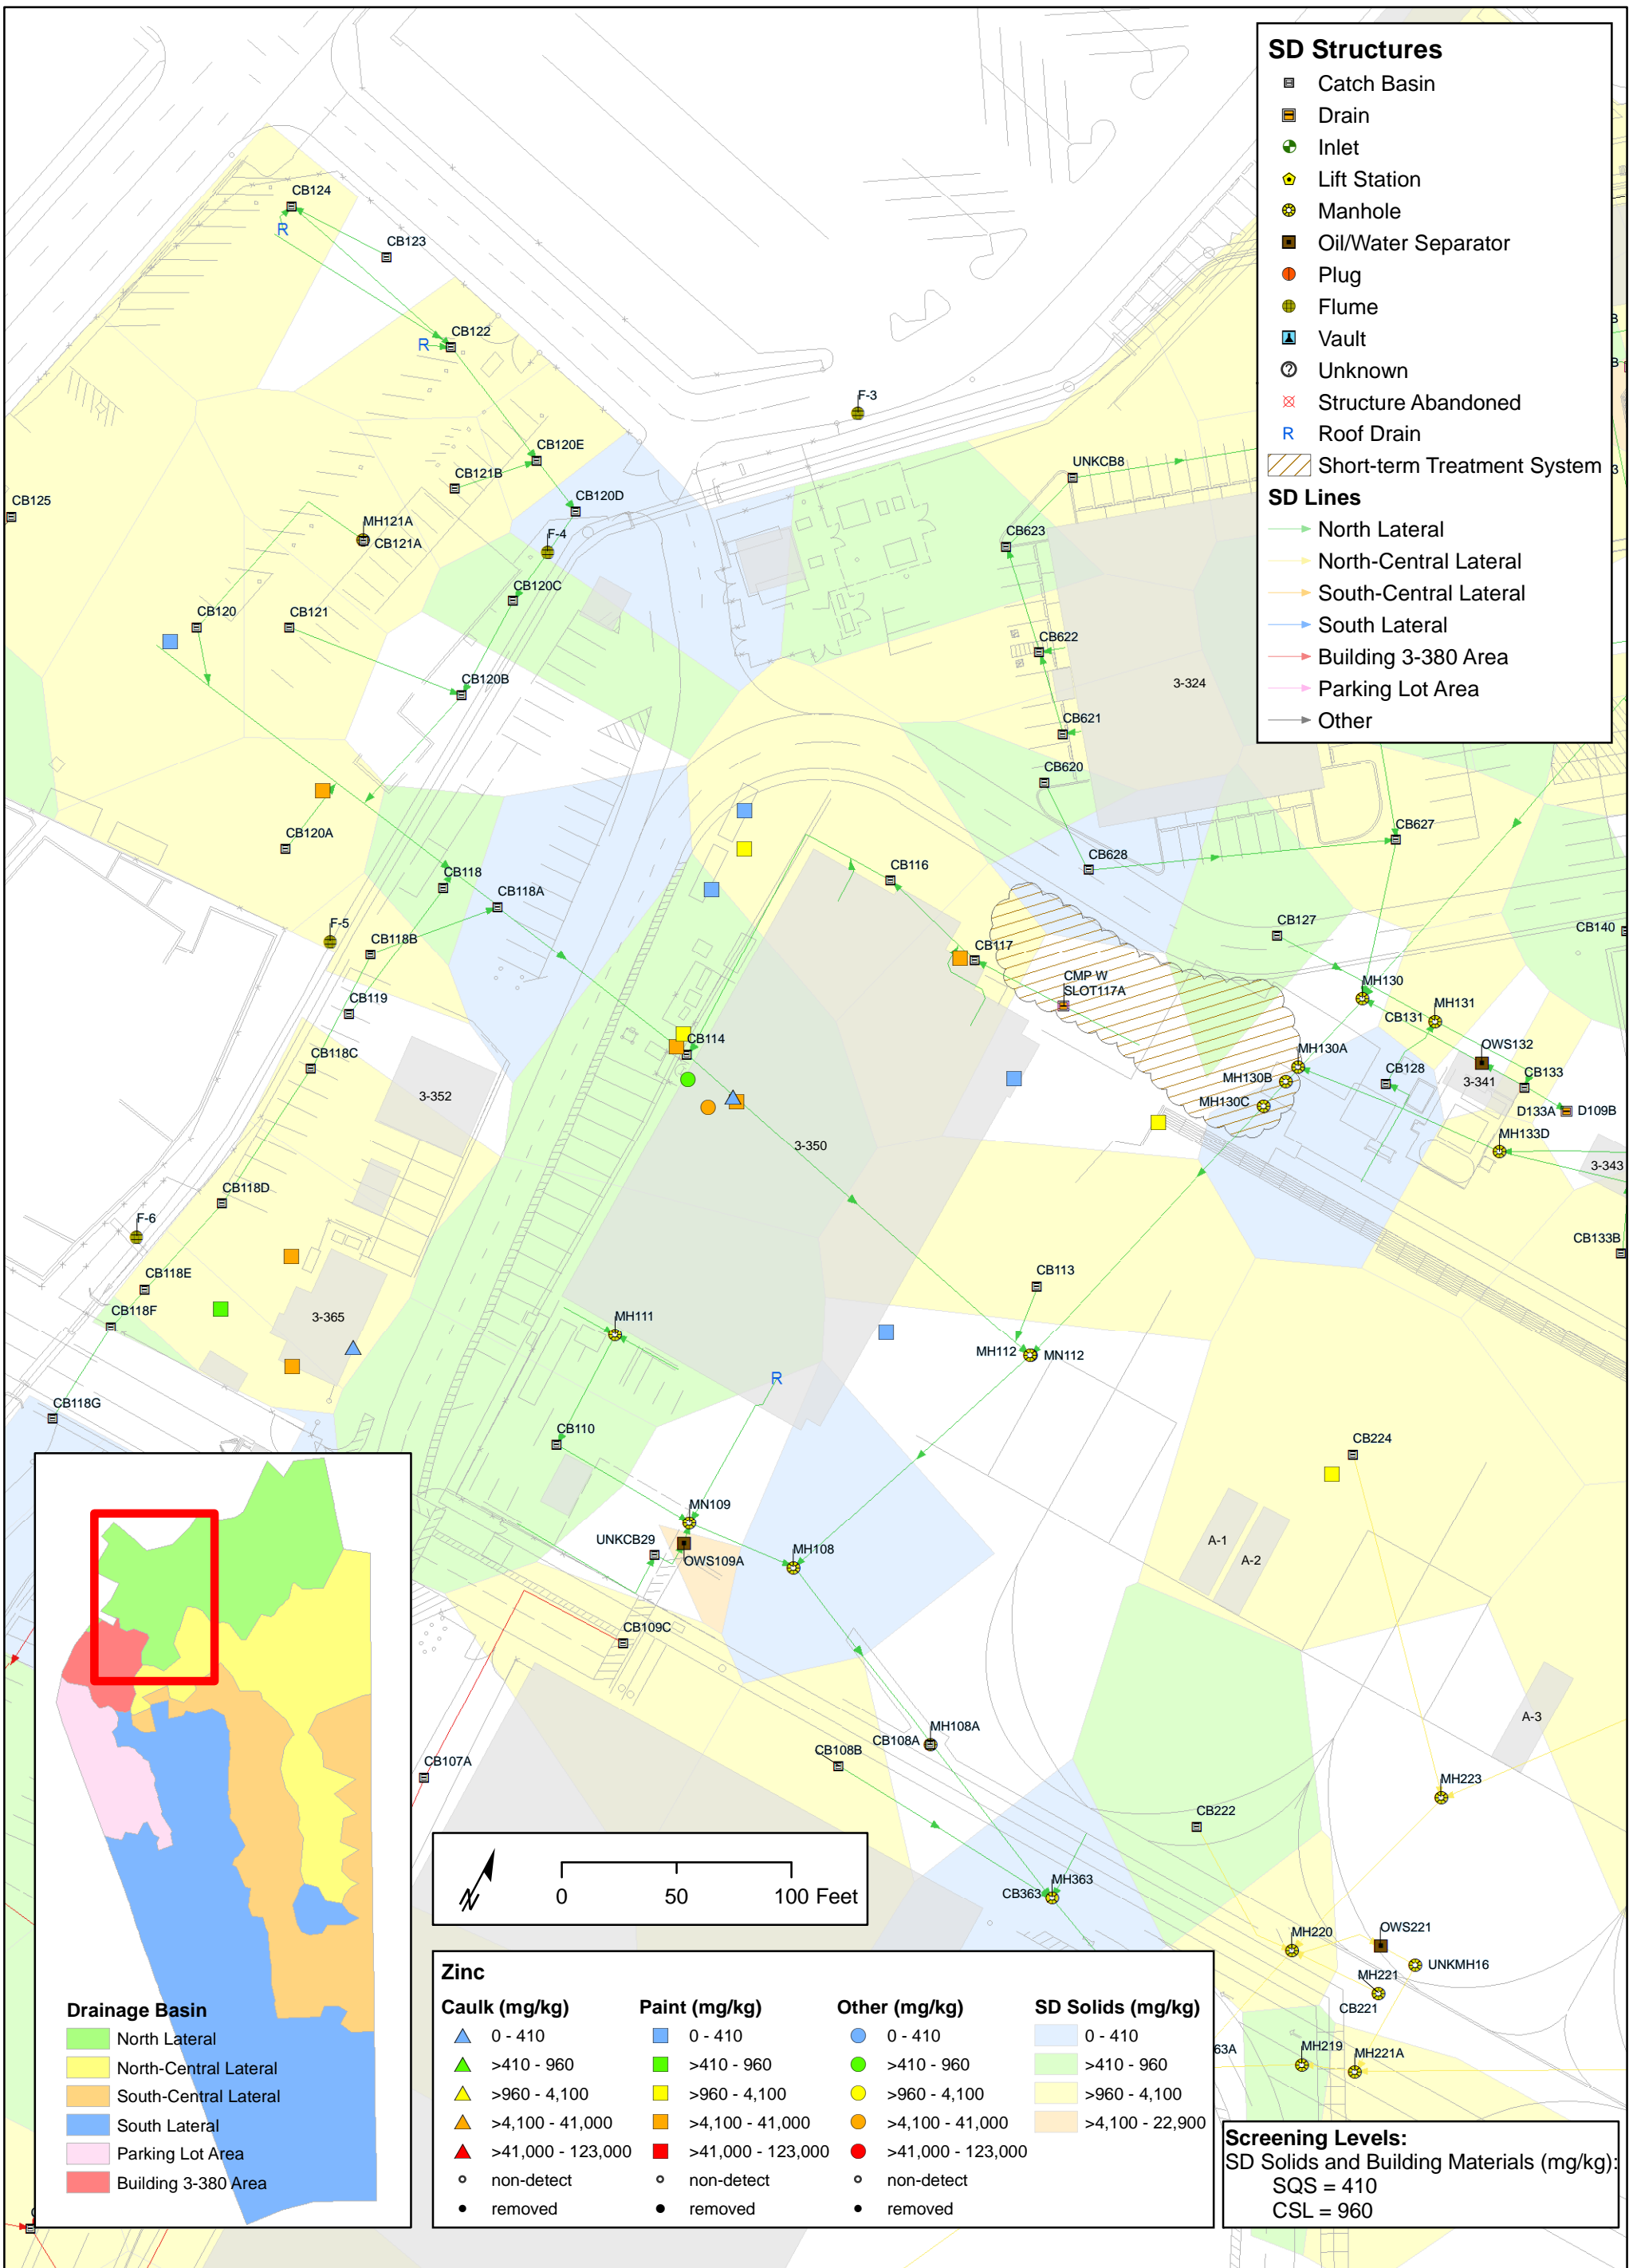 SD Structures
Catch Basin
Drain
Inlet
Lift Station
Manhole
Oil/Water Separator
Plug
Flume
Vault
Unknown
Structure Abandoned
R Roof Drain
Short-term Treatment System
SD Lines
North Lateral
North-Central Lateral
South-Central Lateral
South Lateral
Building 3-380 Area
Parking Lot Area
Other
CB124
R
CB123
CB122
R
F-3
CB120E
CB121B
UNKCB8
CB125
CB120D
MH121A
CB121A
F-4
CB623
CB120C
CB120
CB121
CB622
CB120B
3-324
CB621
CB620
CB120A
CB627
CB628
CB116
CB118
CB118A
F-5
CB118B
CB117
CB127
CB140
CMP W
SLOT117A
CB119
MH130
MH131
CB131
CB114
CB118C
OWS132
MH130A
MH130B
CB128
CB133
3-341
3-352
MH130C
D133A
D109B
MH133D
3-350
3-343
CB118D
F-6
CB133B
CB118E
CB113
CB118F
3-365
MH111
MH112
MN112
R
CB118G
CB110
CB224
MN109
A-1
UNKCB29
OWS109A
MH108
A-2
CB109C
A-3
MH108A
CB108A
CB108B
CB107A
MH223
CB222
N
0
50
100 Feet
MH363
CB363
MH220
OWS221
UNKMH16
MH221
CB221
63A
MH219
MH221A
Drainage Basin
North Lateral
North-Central Lateral
South-Central Lateral
South Lateral
Parking Lot Area
Building 3-380 Area
Zinc
Caulk (mg/kg)
0 - 410
>410 - 960
>960 - 4,100
>4,100 - 41,000
>41,000 - 123,000
non-detect
removed
Paint (mg/kg)
0 - 410
>410 - 960
>960 - 4,100
>4,100 - 41,000
>41,000 - 123,000
non-detect
removed
Other (mg/kg)
0 - 410
>410 - 960
>960 - 4,100
>4,100 - 41,000
>41,000 - 123,000
non-detect
removed
SD Solids (mg/kg)
0 - 410
>410 - 960
>960 - 4,100
>4,100 - 22,900
Screening Levels:
SD Solids and Building Materials (mg/kg):
SQS = 410
CSL = 960